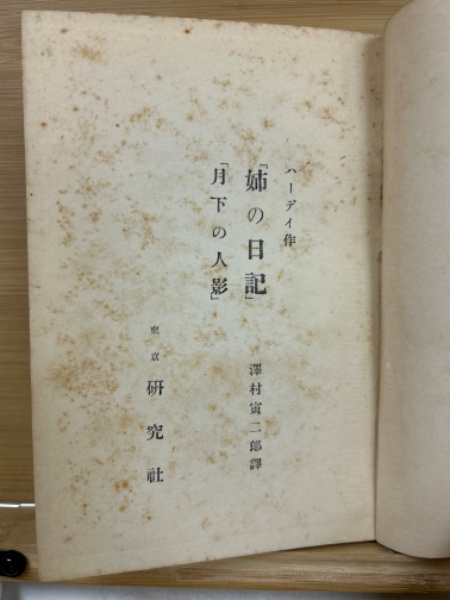 ハーディ作
「姉の日記」
「月下の人影」
澤村寅二郎譯
東京
研究社